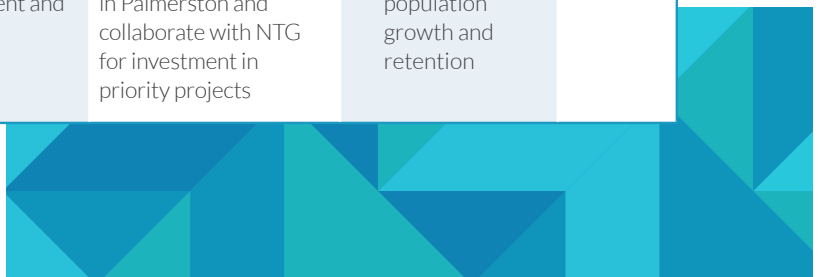 ent and
in Palmerston and
collaborate with NTG
for investment in
priority projects
population
growth and
retention